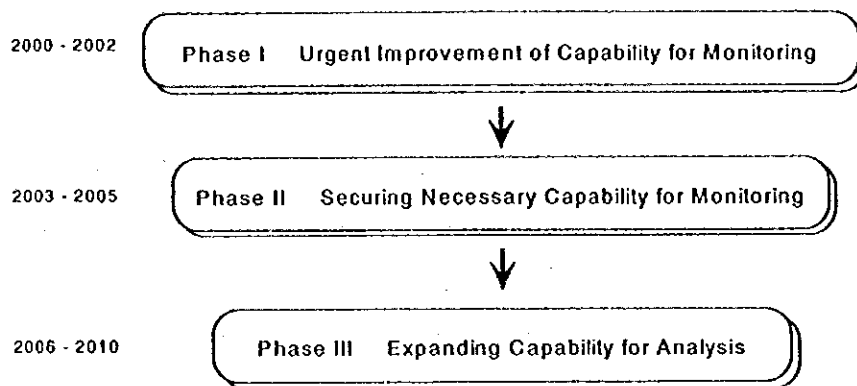 2000 - 2002 Phase I Urgent Improvement of Capability for Monitoring
2003 - 2005 Phase II Securing Necessary Capability for Monitoring
2006 - 2010 Phase III Expanding Capability for Analysis